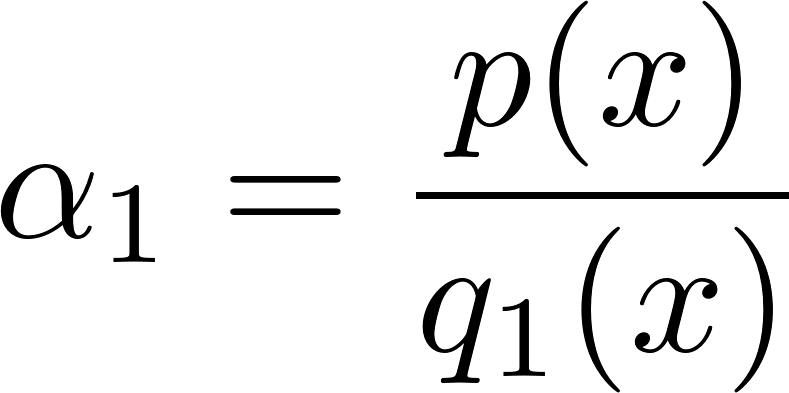 α₁ = p(x) / q₁(x)